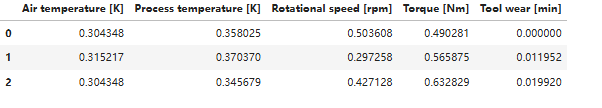 Air temperature [K] Process temperature [K] Rotational speed [rpm] Torque [Nm] Tool wear [min]
0 0.304348 0.358025 0.503608 0.490281 0.000000
1 0.315217 0.370370 0.297258 0.565875 0.011952
2 0.304348 0.345679 0.427128 0.632829 0.019920